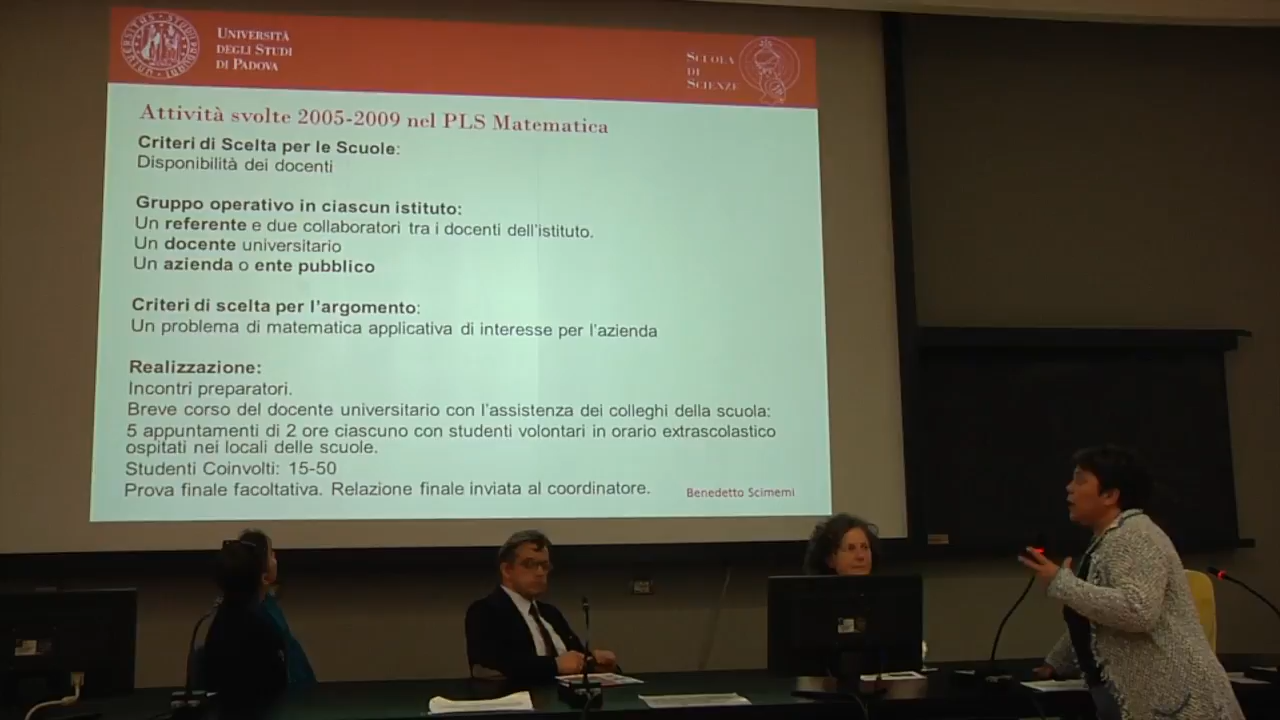 UNIVERSITÀ
DEGLI STUDI
DI PADOVA
SCUOLA
DI
SCIENZE
Attività svolte 2005-2009 nel PLS Matematica
Criteri di Scelta per le Scuole:
Disponibilità dei docenti
Gruppo operativo in ciascun istituto:
Un referente e due collaboratori tra i docenti dell'istituto.
Un docente universitario
Un azienda o ente pubblico
Criteri di scelta per l'argomento:
Un problema di matematica applicativa di interesse per l'azienda
Realizzazione:
Incontri preparatori.
Breve corso del docente universitario con l'assistenza dei colleghi della scuola:
5 appuntamenti di 2 ore ciascuno con studenti volontari in orario extrascolastico
ospitati nei locali delle scuole.
Studenti Coinvolti: 15-50
Prova finale facoltativa. Relazione finale inviata al coordinatore.
Benedetto Scimemi